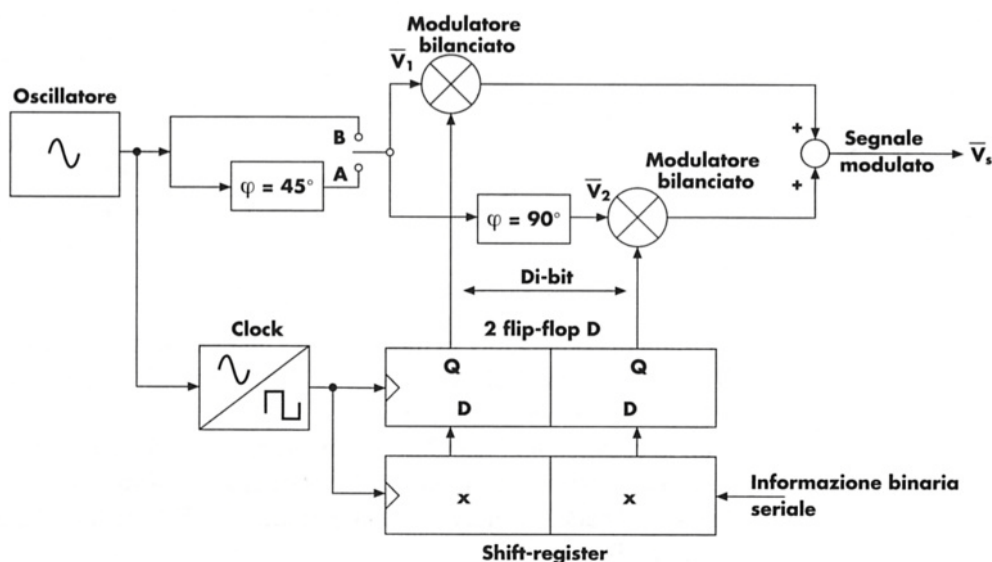 Modulatore
bilanciato
V̅₁
Oscillatore
B
A
φ = 45°
Segnale
modulato
V̅ₛ
+
+
Modulatore
bilanciato
V̅₂
φ = 90°
Di-bit
2 flip-flop D
Clock
Q
Q
D
D
x
x
Informazione binaria
seriale
Shift-register